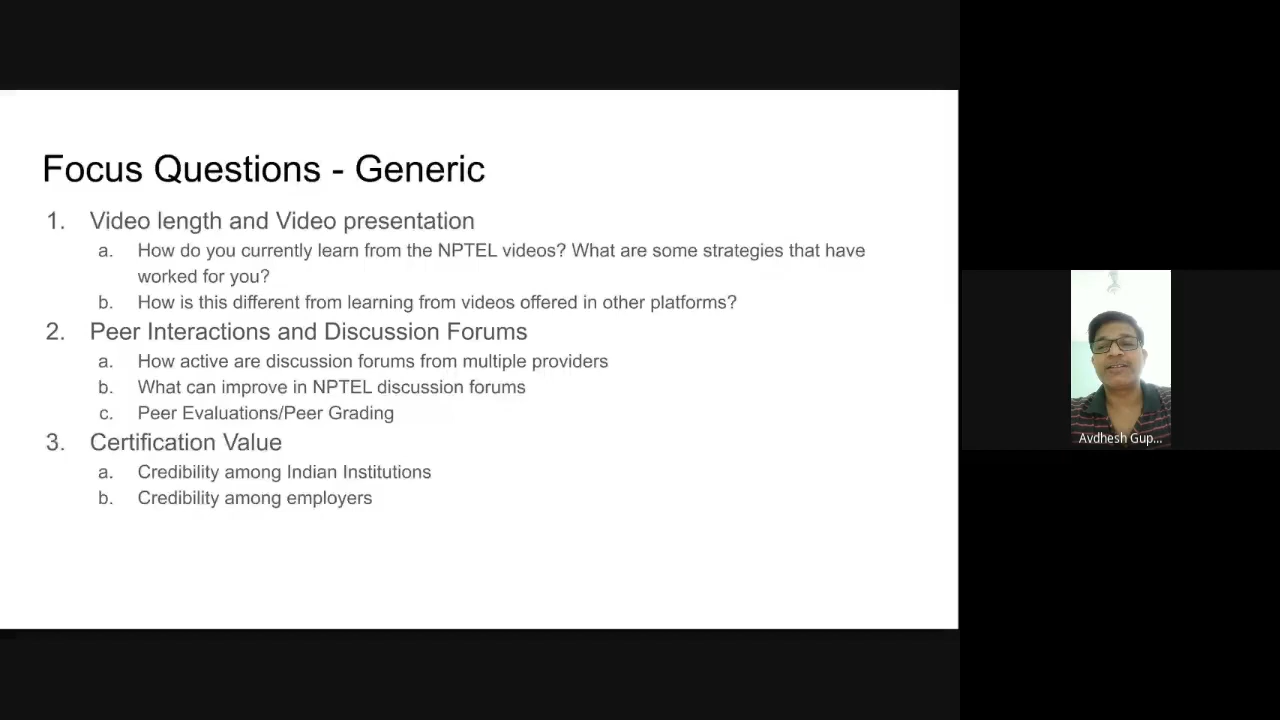 Focus Questions - Generic
1. Video length and Video presentation
a. How do you currently learn from the NPTEL videos? What are some strategies that have
worked for you?
b. How is this different from learning from videos offered in other platforms?
2. Peer Interactions and Discussion Forums
a. How active are discussion forums from multiple providers
b. What can improve in NPTEL discussion forums
c. Peer Evaluations/Peer Grading
3. Certification Value
a. Credibility among Indian Institutions
b. Credibility among employers
Avdhesh Gup...